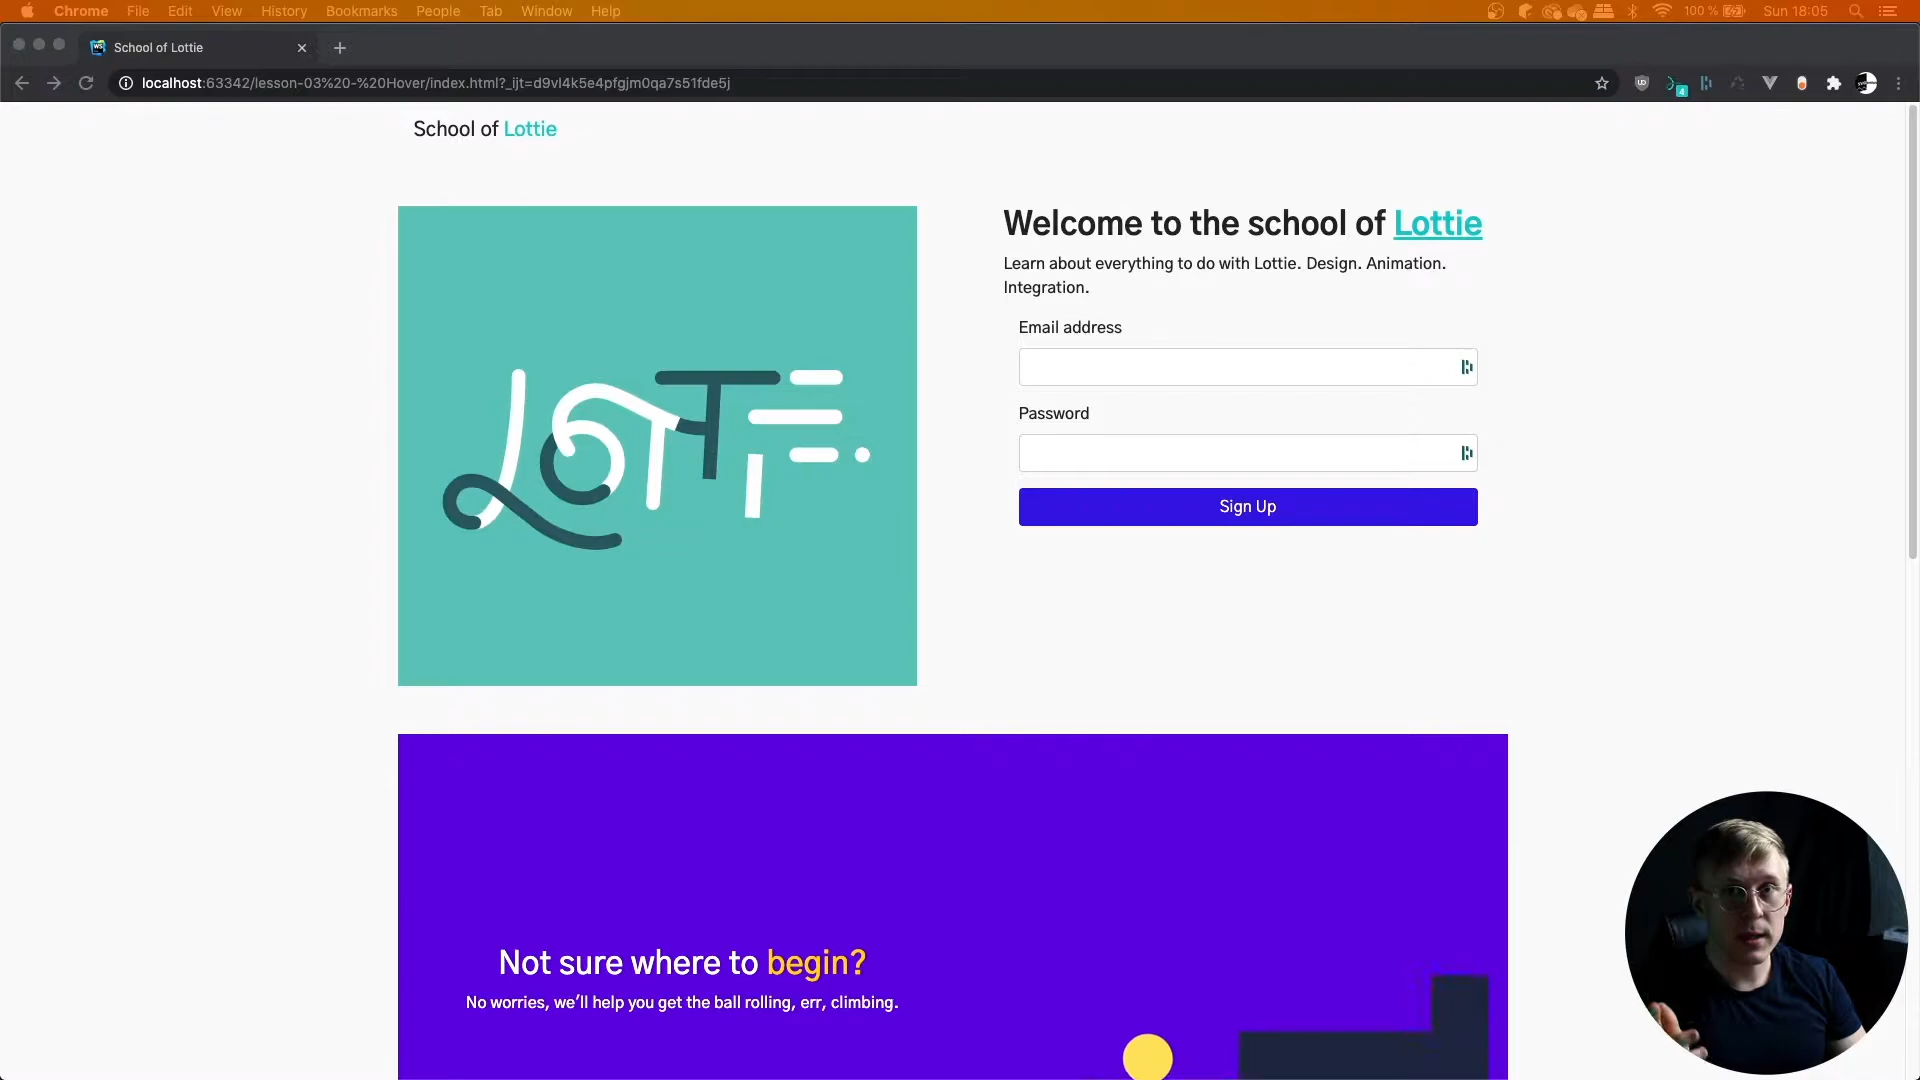 Chrome File Edit View History Bookmarks People Tab Window Help 100 % Sun 18:05
School of Lottie
localhost:63342/lesson-03%20-%20Hover/index.html?_ijt=d9vl4k5e4pfgjm0qa7s51fde5j
4
School of Lottie
LOTTIE.
Welcome to the school of Lottie
Learn about everything to do with Lottie. Design. Animation.
Integration.
Email address
Password
Sign Up
Not sure where to begin?
No worries, we'll help you get the ball rolling, err, climbing.